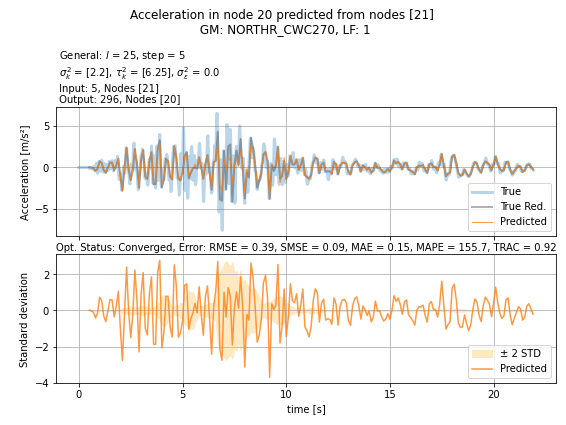 Acceleration in node 20 predicted from nodes [21]
GM: NORTHR_CWC270, LF: 1
General: l = 25, step = 5
σ²ₖ = [2.2], τ²ₖ = [6.25], σ²ₑ = 0.0
Input: 5, Nodes [21]
Output: 296, Nodes [20]
Acceleration [m/s²]
5
0
−5
True
True Red.
Predicted
Opt. Status: Converged, Error: RMSE = 0.39, SMSE = 0.09, MAE = 0.15, MAPE = 155.7, TRAC = 0.92
Standard deviation
2
0
−2
−4
± 2 STD
Predicted
0 5 10 15 20
time [s]